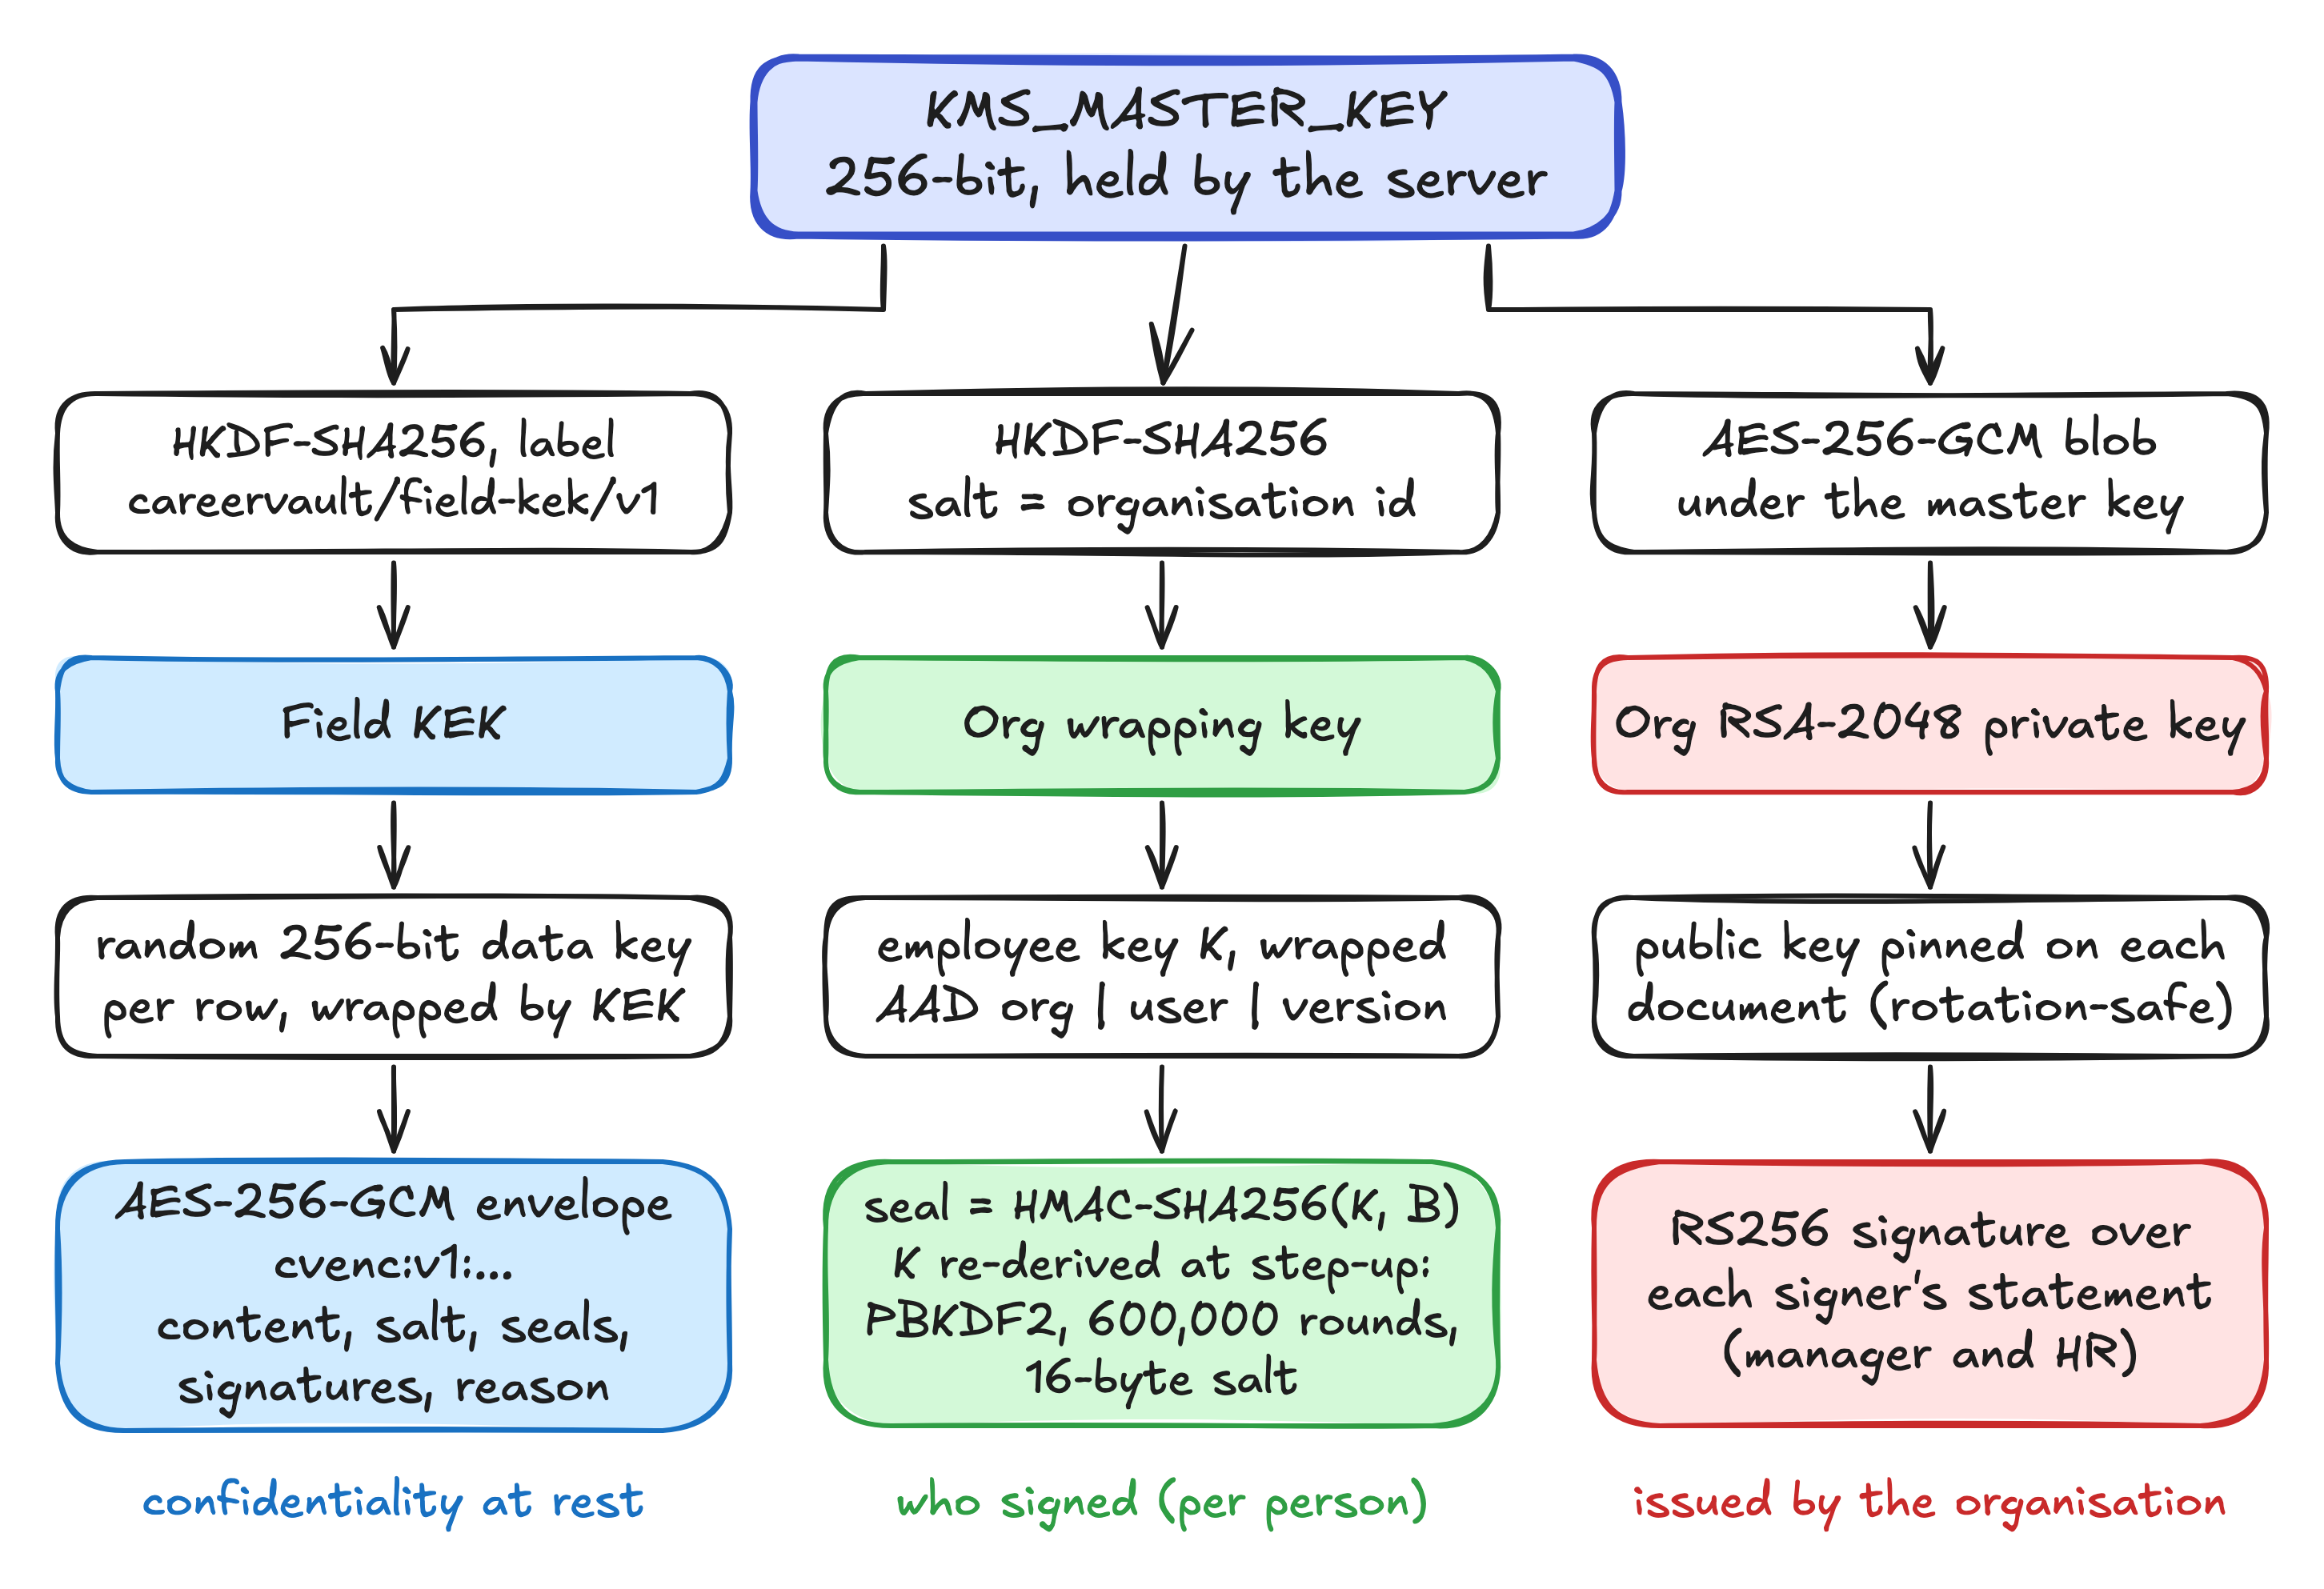 KMS_MASTER_KEY
256-bit, held by the server
HKDF-SHA256, label
careervault/field-kek/v1
HKDF-SHA256
salt = organisation id
AES-256-GCM blob
under the master key
Field KEK
Org wrapping key
Org RSA-2048 private key
random 256-bit data key
per row, wrapped by KEK
employee key K, wrapped
AAD org | user | version
public key pinned on each
document (rotation-safe)
AES-256-GCM envelope
cvenc:v1:...
content, salt, seals,
signatures, reason
seal = HMAC-SHA256(K, B)
K re-derived at step-up:
PBKDF2, 600,000 rounds,
16-byte salt
RS256 signature over
each signer's statement
(manager and HR)
confidentiality at rest
who signed (per person)
issued by the organisation